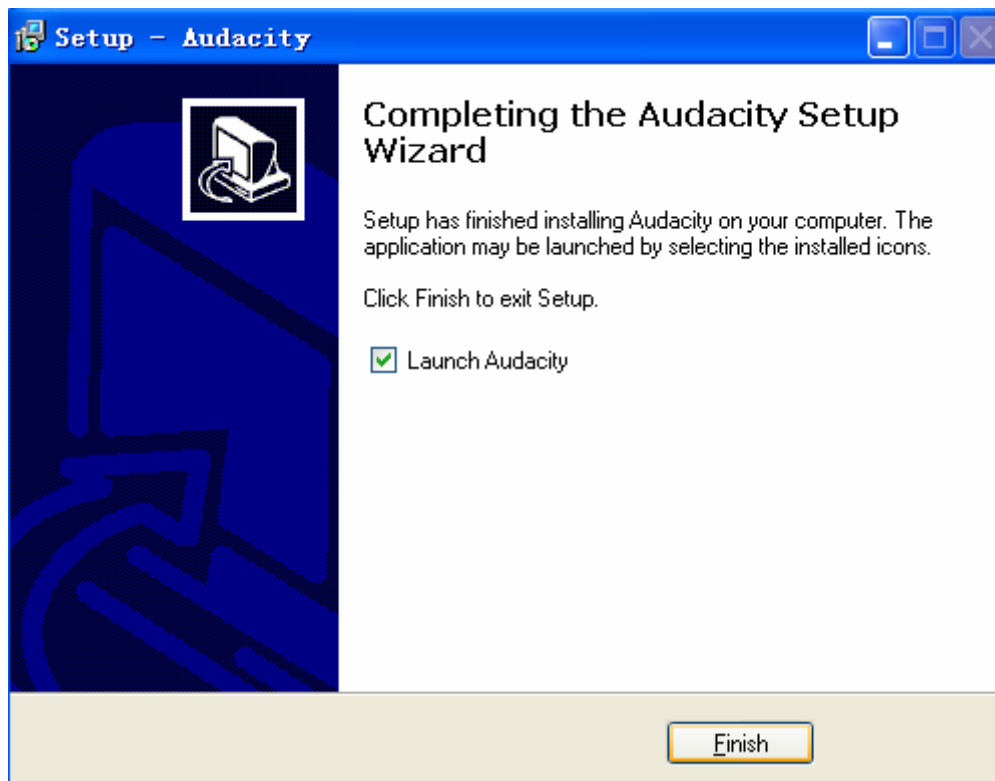 Setup - Audacity
Completing the Audacity Setup
Wizard
Setup has finished installing Audacity on your computer. The
application may be launched by selecting the installed icons.
Click Finish to exit Setup.
Launch Audacity
Finish